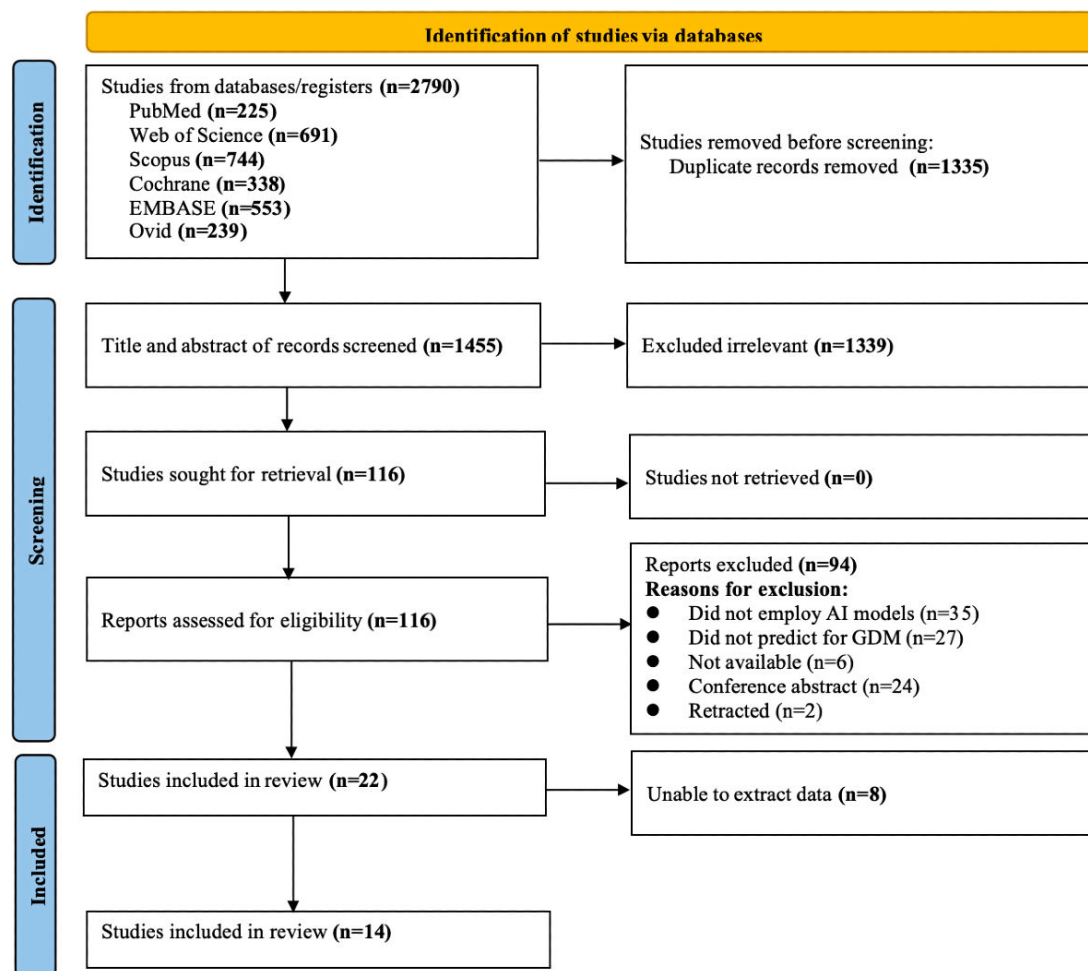 Identification of studies via databases
Identification
Studies from databases/registers (n=2790)
PubMed (n=225)
Web of Science (n=691)
Scopus (n=744)
Cochrane (n=338)
EMBASE (n=553)
Ovid (n=239)
Studies removed before screening:
Duplicate records removed (n=1335)
Screening
Title and abstract of records screened (n=1455)
Excluded irrelevant (n=1339)
Studies sought for retrieval (n=116)
Studies not retrieved (n=0)
Reports assessed for eligibility (n=116)
Reports excluded (n=94)
Reasons for exclusion:
● Did not employ AI models (n=35)
● Did not predict for GDM (n=27)
● Not available (n=6)
● Conference abstract (n=24)
● Retracted (n=2)
Included
Studies included in review (n=22)
Unable to extract data (n=8)
Studies included in review (n=14)